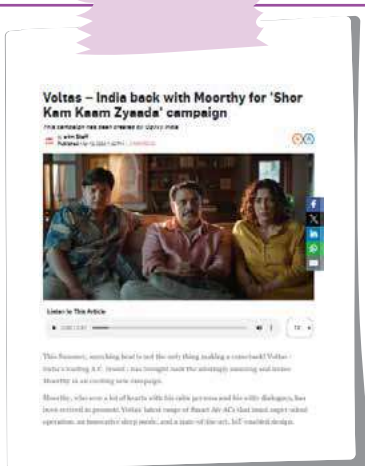 Voltas – India back with Moorthy for 'Shor
Kam Kaam Zyaada' campaign
This campaign has been created by Ogilvy India
Staff
Published
Listen to This Article
This Summer, scorching heat is not the only thing making a comeback! Voltas -
India's leading A.C. brand - has brought back the amusing and
Moorthy in an exciting new campaign.
Moorthy, who won a lot of hearts with his calm persona and his witty dialogues, has
been revived to present Voltas' latest range of Smart Air ACs that boast super silent
operation, an innovative sleep mode, and a state-of-the-art, IoT-enabled design.